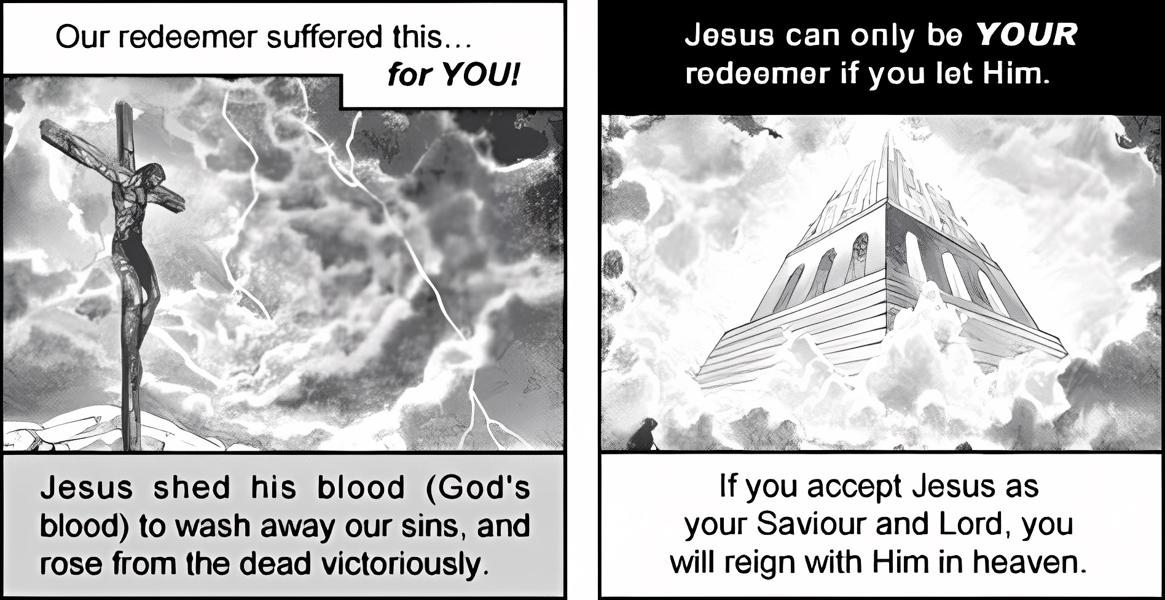 Our redeemer suffered this...
for YOU!
Jesus shed his blood (God's
blood) to wash away our sins, and
rose from the dead victoriously.
Jesus can only be YOUR
redeemer if you let Him.
If you accept Jesus as
your Saviour and Lord, you
will reign with Him in heaven.